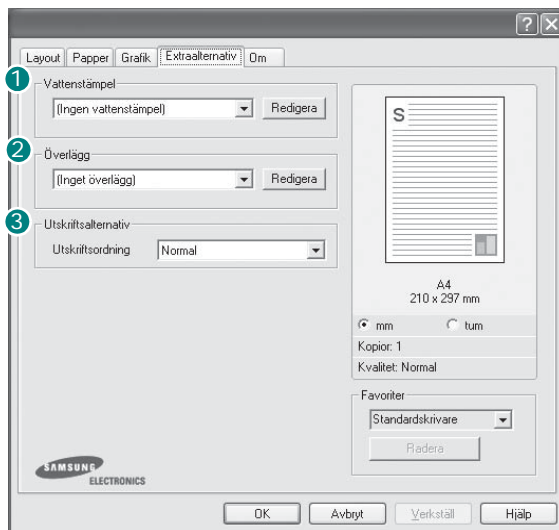 Layout Papper Grafik Extraalternativ Om
1
Vattenstämpel
(Ingen vattenstämpel) Redigera
2
Överlägg
(Inget överlägg) Redigera
3
Utskriftsalternativ
Utskriftsordning Normal
S
A4
210 x 297 mm
mm tum
Kopior: 1
Kvalitet: Normal
Favoriter
Standardskrivare
Radera
SAMSUNG
ELECTRONICS
OK Avbryt Verkställ Hjälp